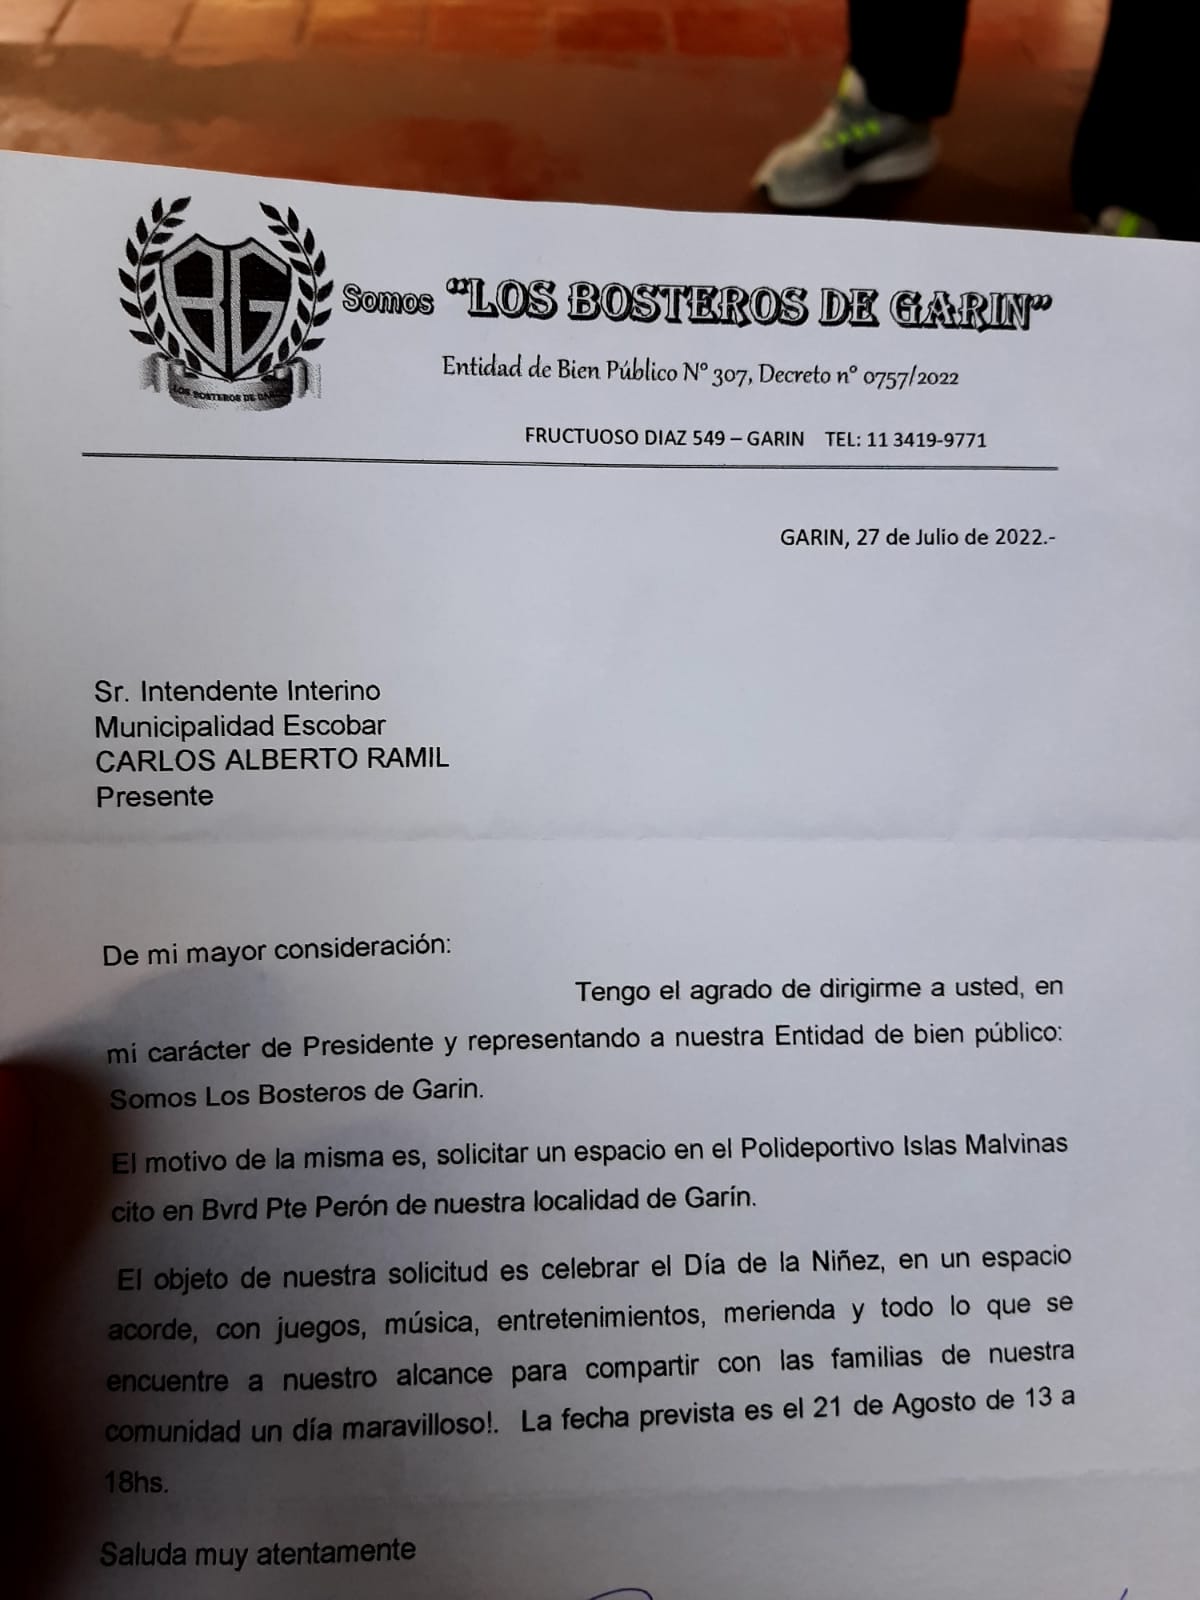 BG
LOS BOSTEROS DE GARIN
Somos "LOS BOSTEROS DE GARIN"
Entidad de Bien Público Nº 307, Decreto nº 0757/2022
FRUCTUOSO DIAZ 549 – GARIN TEL: 11 3419-9771
GARIN, 27 de Julio de 2022.-
Sr. Intendente Interino
Municipalidad Escobar
CARLOS ALBERTO RAMIL
Presente
De mi mayor consideración:
Tengo el agrado de dirigirme a usted, en
mi carácter de Presidente y representando a nuestra Entidad de bien público:
Somos Los Bosteros de Garin.
El motivo de la misma es, solicitar un espacio en el Polideportivo Islas Malvinas
cito en Bvrd Pte Perón de nuestra localidad de Garín.
El objeto de nuestra solicitud es celebrar el Día de la Niñez, en un espacio
acorde, con juegos, música, entretenimientos, merienda y todo lo que se
encuentre a nuestro alcance para compartir con las familias de nuestra
comunidad un día maravilloso!. La fecha prevista es el 21 de Agosto de 13 a
18hs.
Saluda muy atentamente